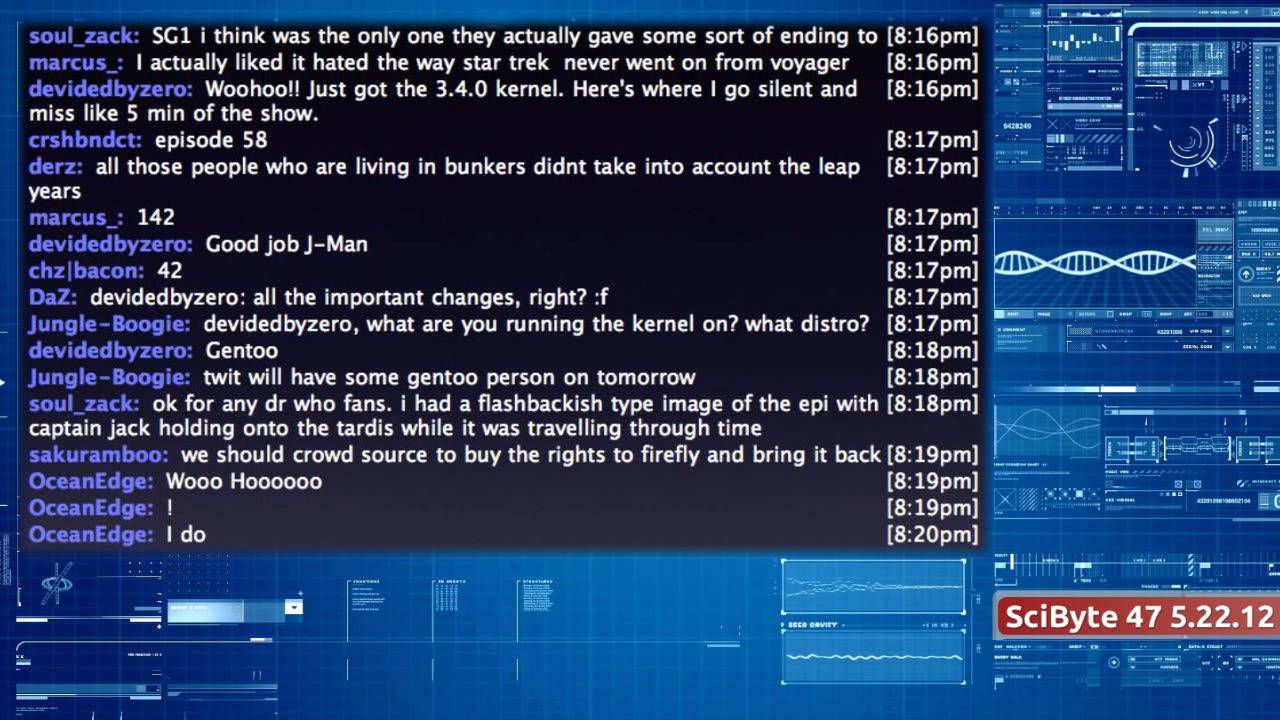 soul_zack: SG1 i think was the only one they actually gave some sort of ending to [8:16pm]
marcus_: I actually liked it hated the way star trek never went on from voyager [8:16pm]
devidedbyzero: Woohoo!! Just got the 3.4.0 kernel. Here's where I go silent and [8:16pm]
miss like 5 min of the show.
crshbndct: episode 58 [8:17pm]
derz: all those people who are living in bunkers didnt take into account the leap [8:17pm]
years
marcus_: 142 [8:17pm]
devidedbyzero: Good job J-Man [8:17pm]
chz|bacon: 42 [8:17pm]
DaZ: devidedbyzero: all the important changes, right? :f [8:17pm]
Jungle-Boogie: devidedbyzero, what are you running the kernel on? what distro? [8:17pm]
devidedbyzero: Gentoo [8:18pm]
Jungle-Boogie: twit will have some gentoo person on tomorrow [8:18pm]
soul_zack: ok for any dr who fans. i had a flashbackish type image of the epi with [8:18pm]
captain jack holding onto the tardis while it was travelling through time
sakuramboo: we should crowd source to buy the rights to firefly and bring it back [8:19pm]
OceanEdge: Wooo Hoooooo [8:19pm]
OceanEdge: ! [8:19pm]
OceanEdge: I do [8:20pm]
9428249
43291098
SciByte 47 5.22.12